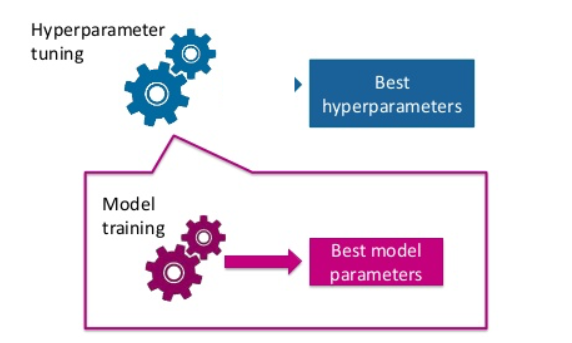 Hyperparameter
tuning
Best
hyperparameters
Model
training
Best model
parameters